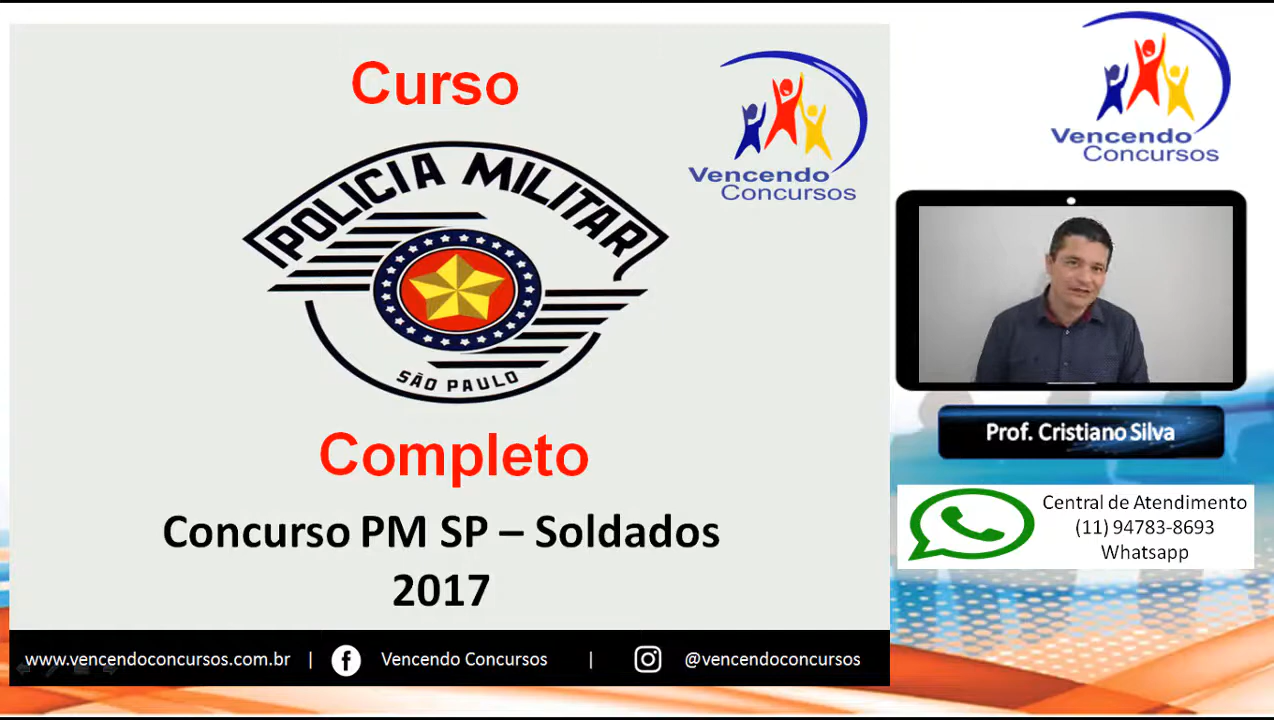 Curso
Vencendo
Concursos
POLÍCIA MILITAR
SÃO PAULO
Completo
Concurso PM SP – Soldados
2017
www.vencendoconcursos.com.br | Vencendo Concursos | @vencendoconcursos
Vencendo
Concursos
Prof. Cristiano Silva
Central de Atendimento
(11) 94783-8693
Whatsapp